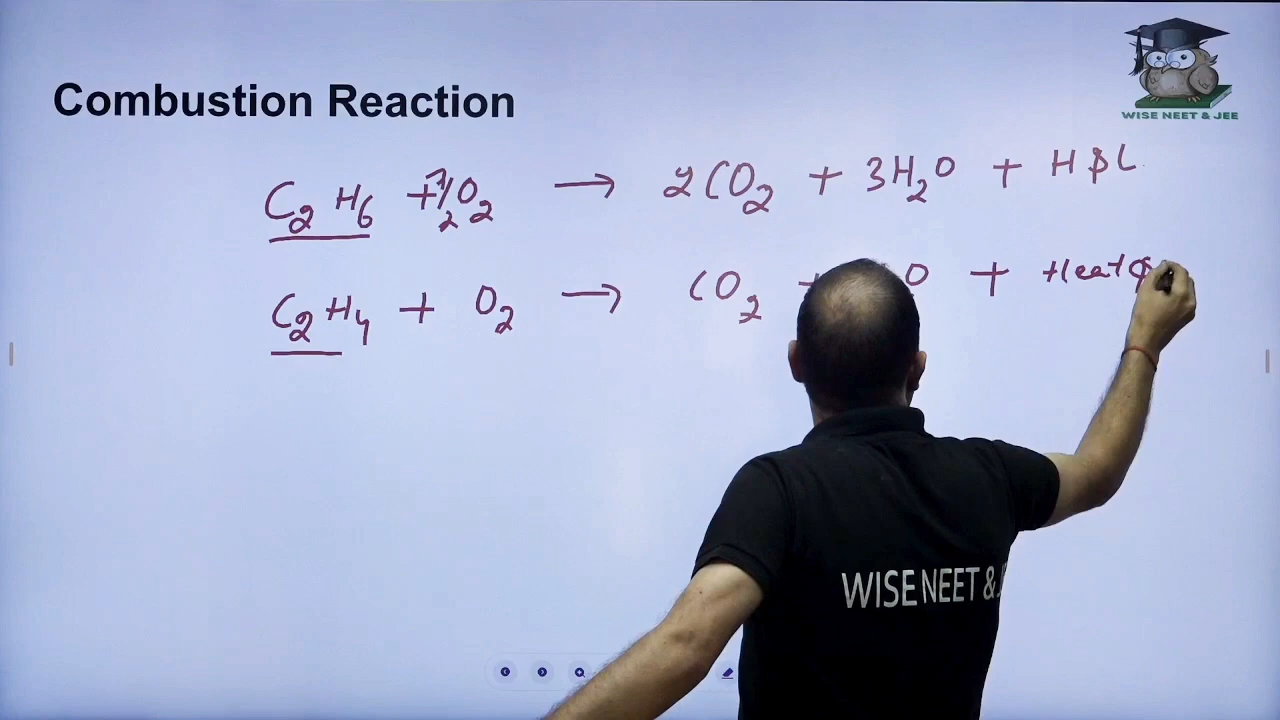 WISE NEET & JEE
Combustion Reaction
C2H6 + 7/2 O2 → 2CO2 + 3H2O + H & L
C2H4 + O2 → CO2 + O + Heat &
WISE NEET & J